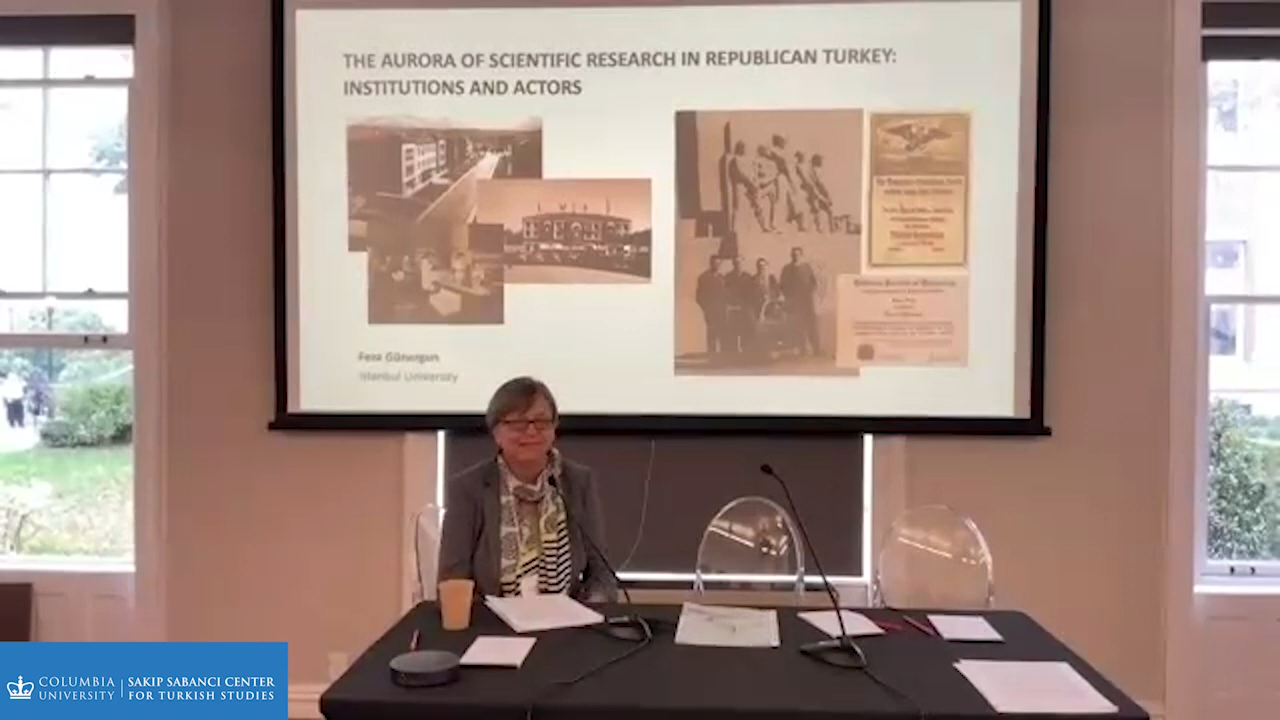 THE AURORA OF SCIENTIFIC RESEARCH IN REPUBLICAN TURKEY:
INSTITUTIONS AND ACTORS
Feza Günergun
Istanbul University
COLUMBIA
UNIVERSITY
SAKIP SABANCI CENTER
FOR TURKISH STUDIES